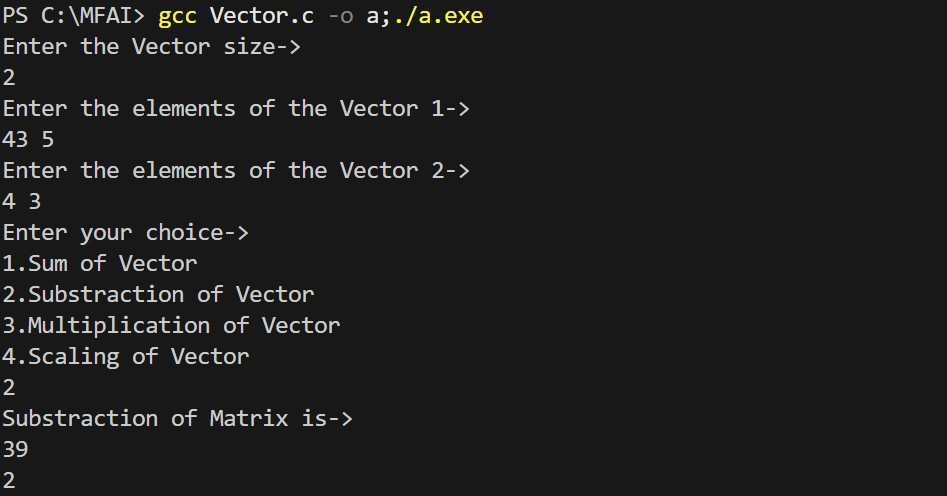 PS C:\MFAI> gcc Vector.c -o a;./a.exe
Enter the Vector size->
2
Enter the elements of the Vector 1->
43 5
Enter the elements of the Vector 2->
4 3
Enter your choice->
1.Sum of Vector
2.Substraction of Vector
3.Multiplication of Vector
4.Scaling of Vector
2
Substraction of Matrix is->
39
2